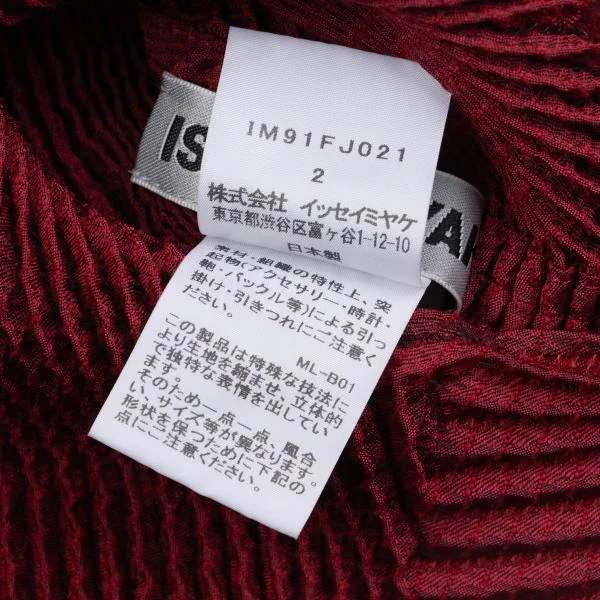 IS
YAK
IM91FJ021
2
株式会社 イッセイミヤケ
東京都渋谷区富ヶ谷1-12-10
日本製
素材・組織の特性上、突
起物(アクセサリー・時計・
鞄・バックル等)による引っ
掛け・引きつれにご注意く
ださい。
ML-B01
この製品は特殊な技法に
より生地を縮ませ、立体的
で独特な表情を出してい
ます。
そのため一点一点、風合
い、サイズ等が異なります。
形状を保つために下記の
点にご注意ください。